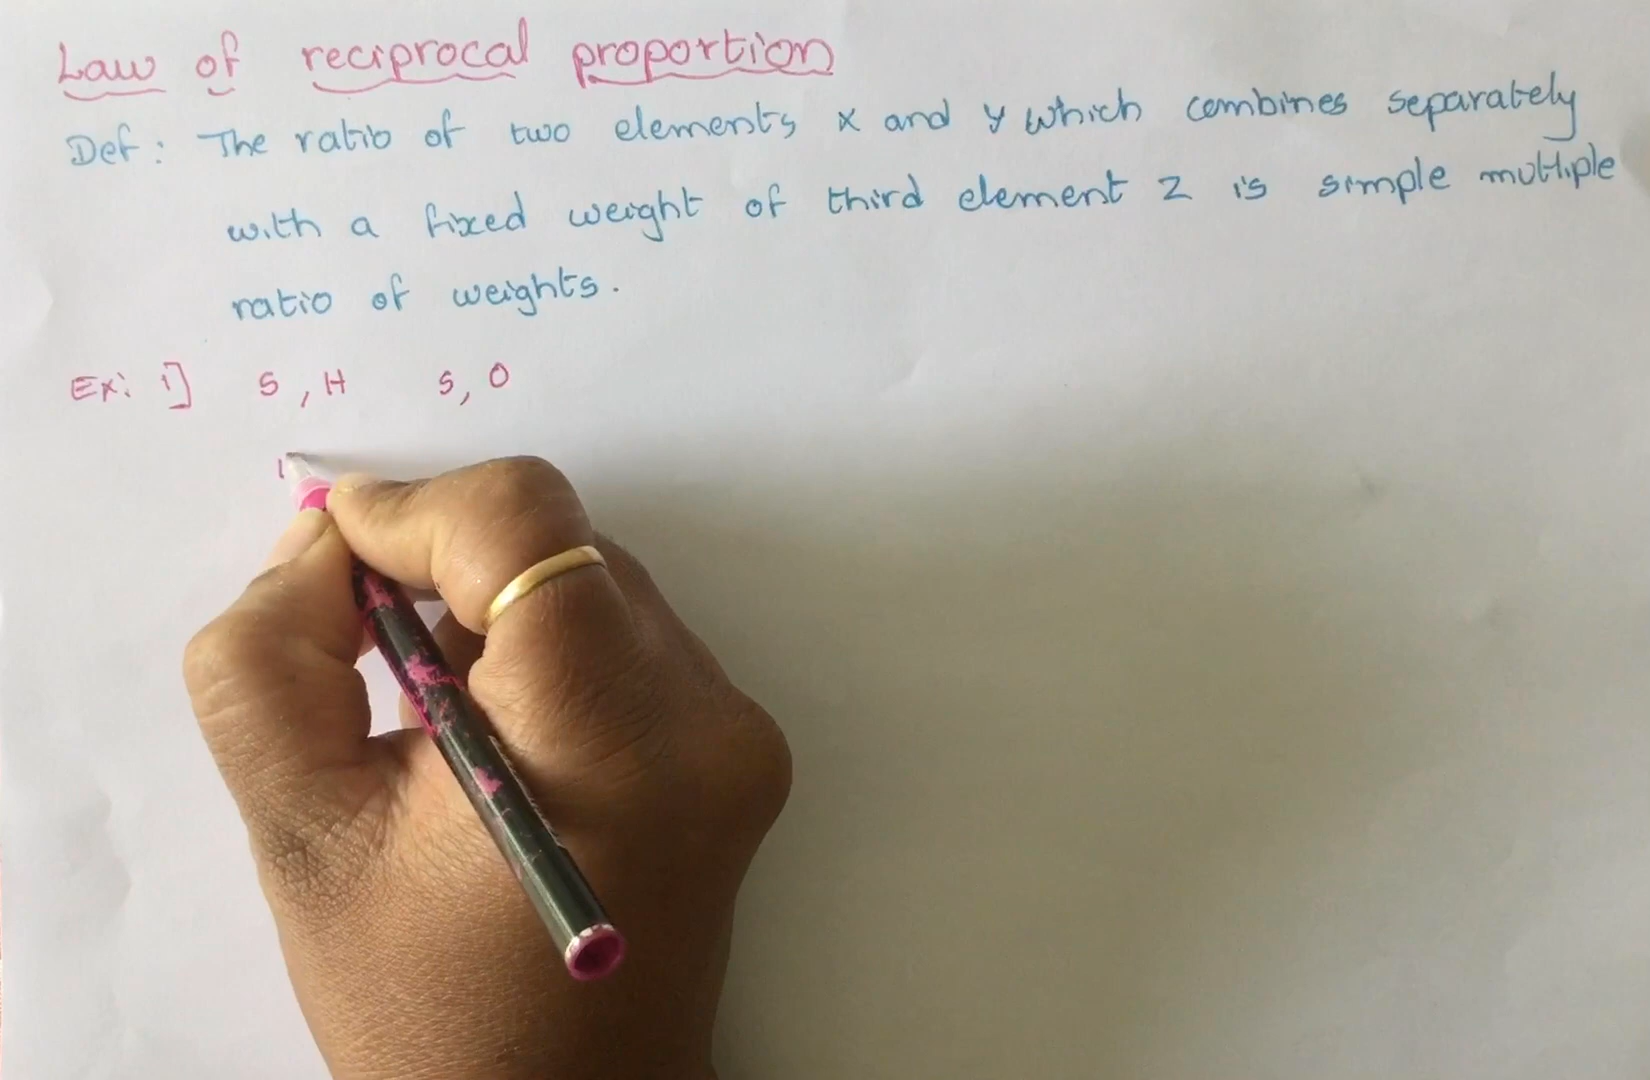 Law of reciprocal proportion
Def: The ratio of two elements x and y which combines separately
with a fixed weight of third element z is simple multiple
ratio of weights.
Ex: 1] S, H S, O